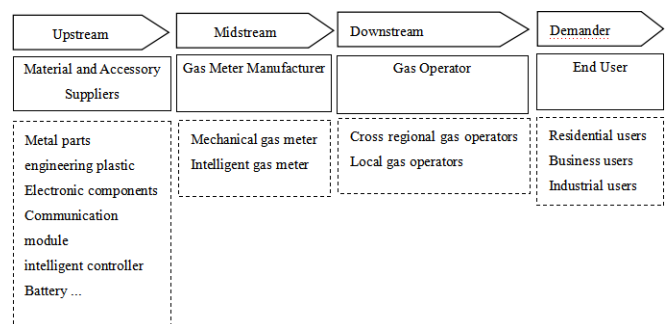 Upstream
Midstream
Downstream
Demander
Material and Accessory
Suppliers
Gas Meter Manufacturer
Gas Operator
End User
Metal parts
engineering plastic
Electronic components
Communication
module
intelligent controller
Battery ...
Mechanical gas meter
Intelligent gas meter
Cross regional gas operators
Local gas operators
Residential users
Business users
Industrial users